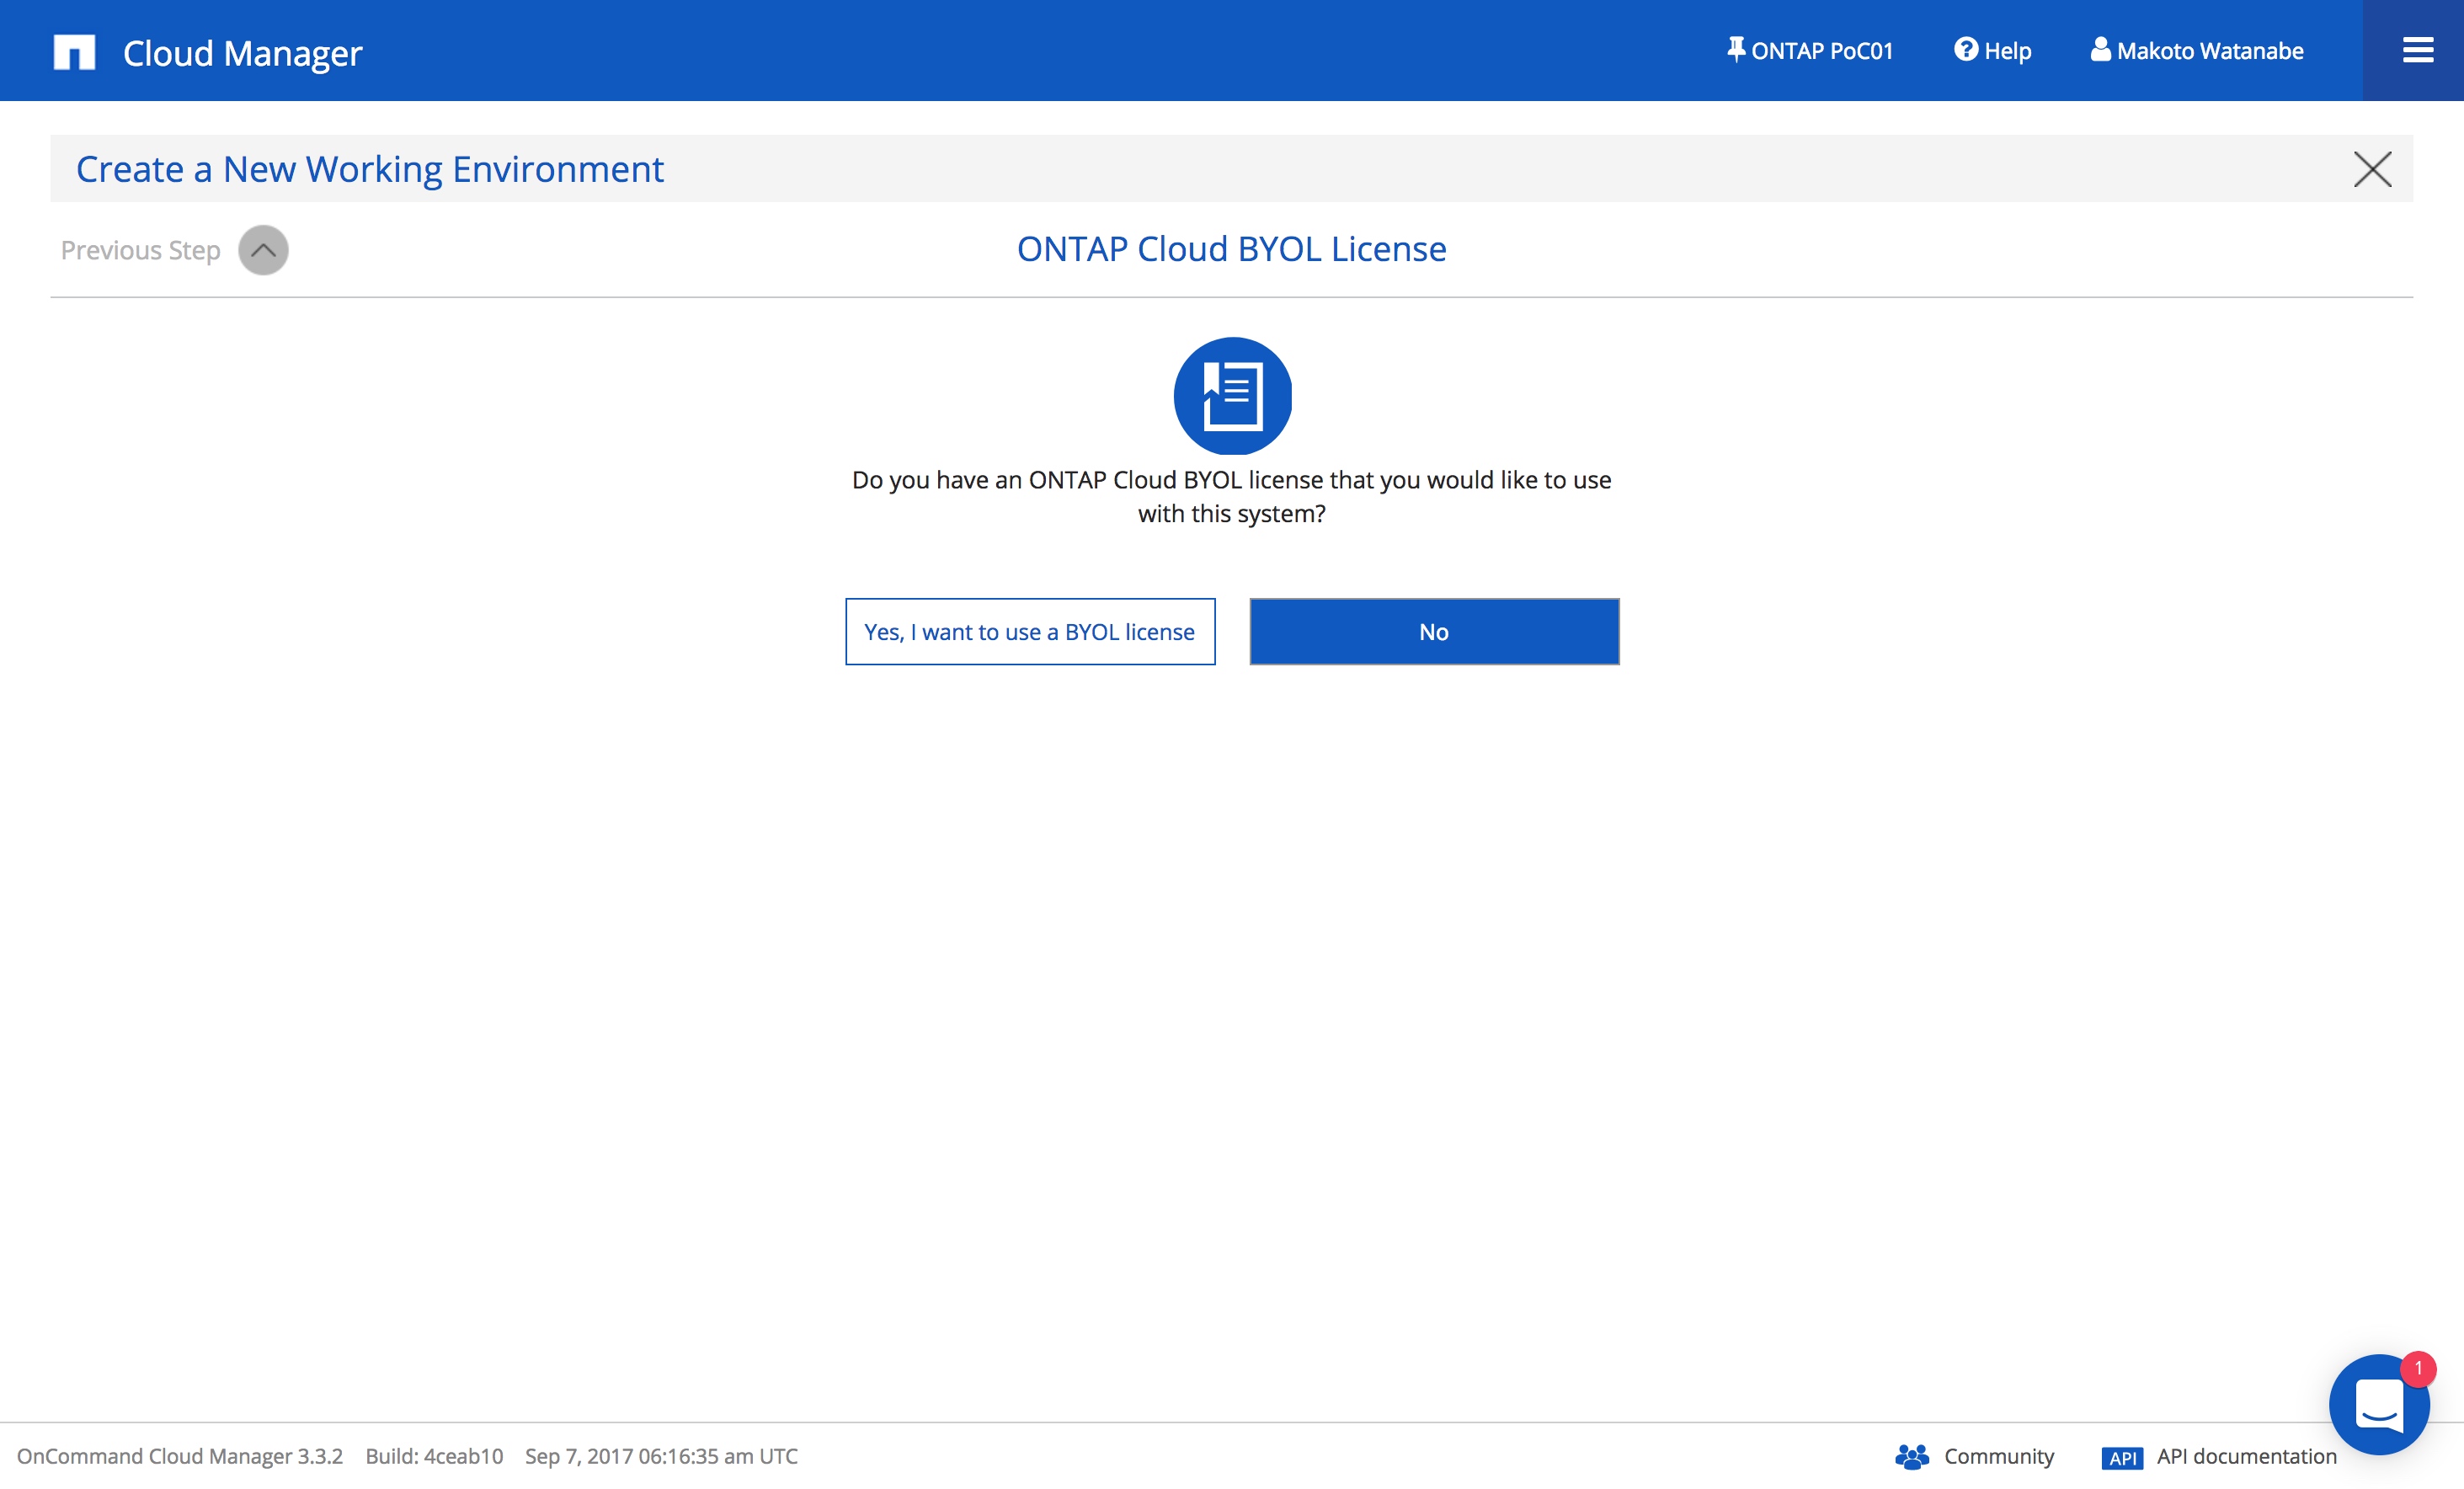 Cloud Manager
ONTAP PoC01
Help
Makoto Watanabe
Create a New Working Environment
Previous Step
ONTAP Cloud BYOL License
Do you have an ONTAP Cloud BYOL license that you would like to use
with this system?
Yes, I want to use a BYOL license
No
1
OnCommand Cloud Manager 3.3.2 Build: 4ceab10 Sep 7, 2017 06:16:35 am UTC
Community
API API documentation